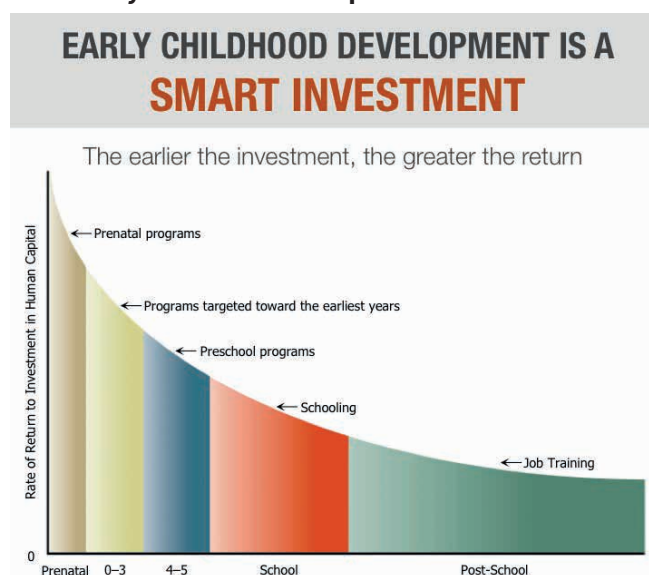 EARLY CHILDHOOD DEVELOPMENT IS A
SMART INVESTMENT
The earlier the investment, the greater the return
Rate of Return to Investment in Human Capital
Prenatal programs
Programs targeted toward the earliest years
Preschool programs
Schooling
Job Training
0
Prenatal 0–3 4–5 School Post-School